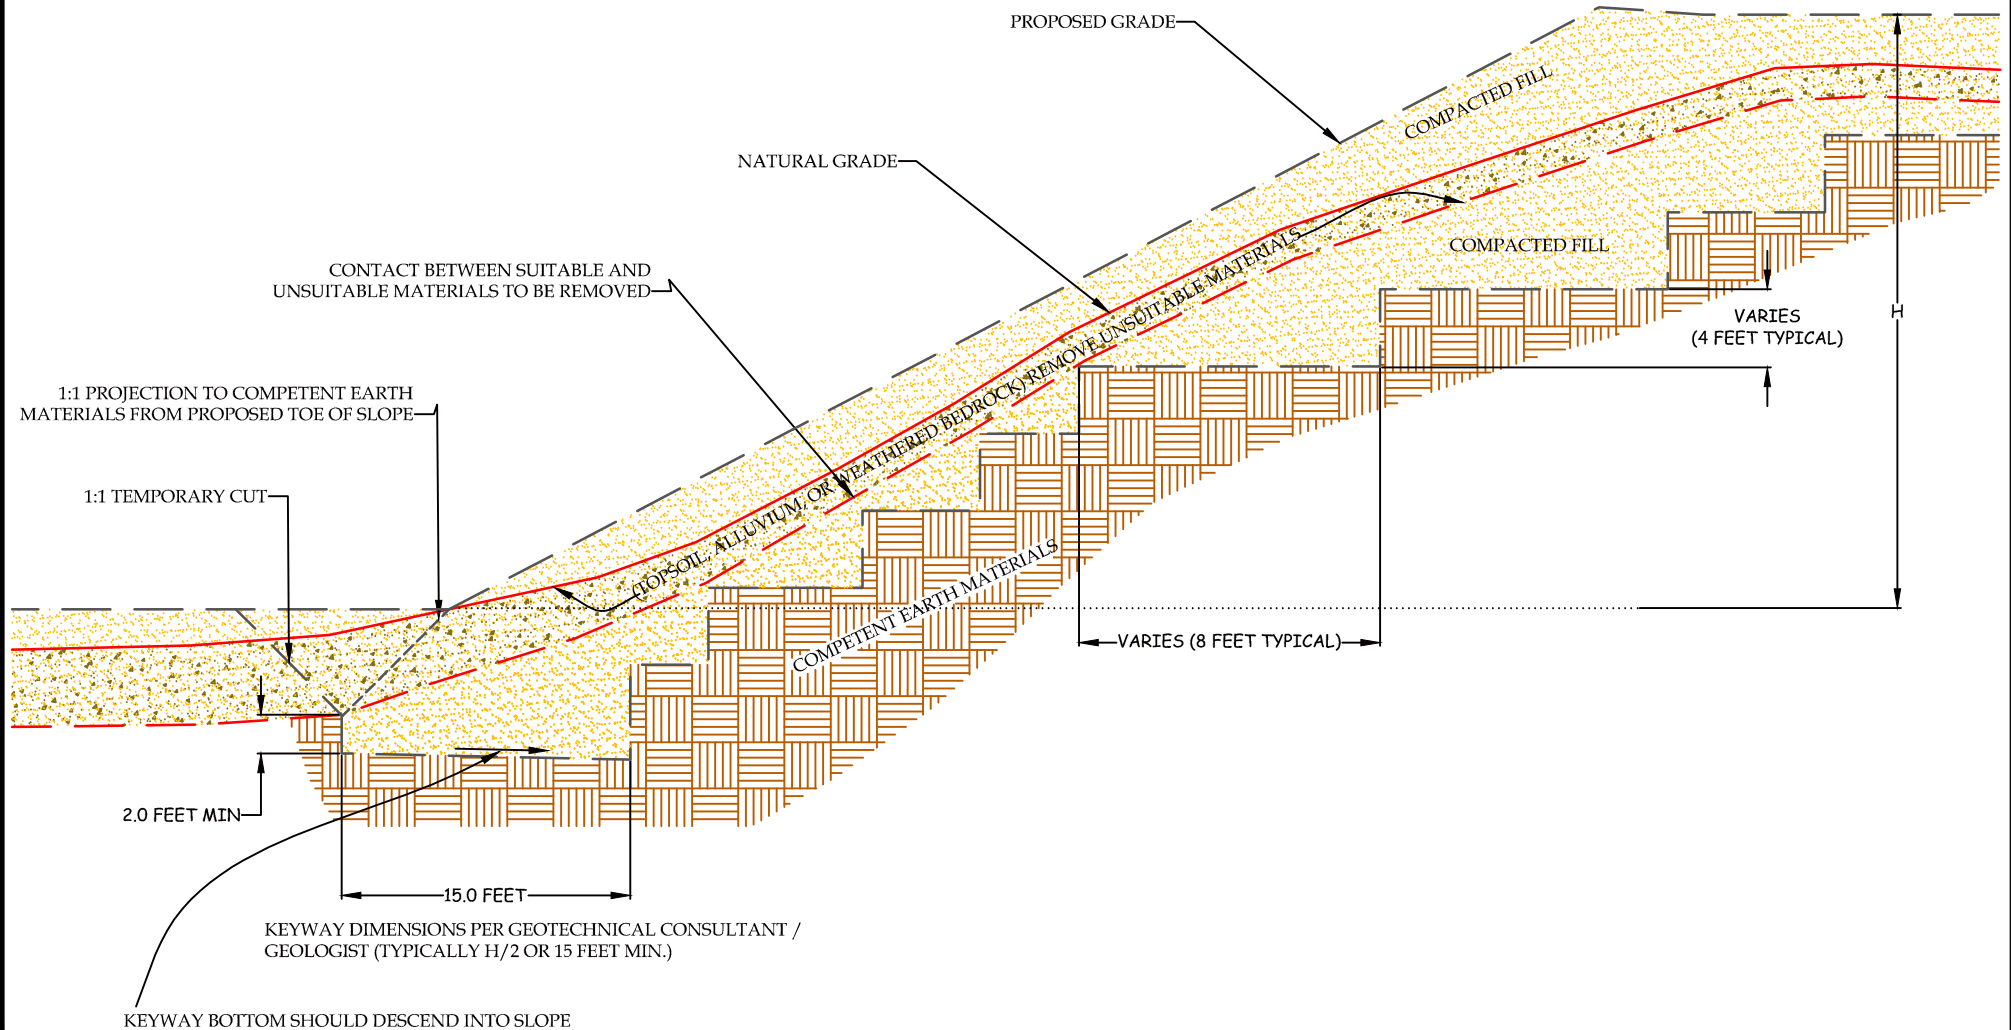 PROPOSED GRADE
COMPACTED FILL
NATURAL GRADE
COMPACTED FILL
CONTACT BETWEEN SUITABLE AND
UNSUITABLE MATERIALS TO BE REMOVED
H
VARIES
(4 FEET TYPICAL)
(TOPSOIL, ALLUVIUM, OR WEATHERED BEDROCK) REMOVE UNSUITABLE MATERIALS
1:1 PROJECTION TO COMPETENT EARTH
MATERIALS FROM PROPOSED TOE OF SLOPE
1:1 TEMPORARY CUT
COMPETENT EARTH MATERIALS
VARIES (8 FEET TYPICAL)
2.0 FEET MIN
15.0 FEET
KEYWAY DIMENSIONS PER GEOTECHNICAL CONSULTANT /
GEOLOGIST (TYPICALLY H/2 OR 15 FEET MIN.)
KEYWAY BOTTOM SHOULD DESCEND INTO SLOPE